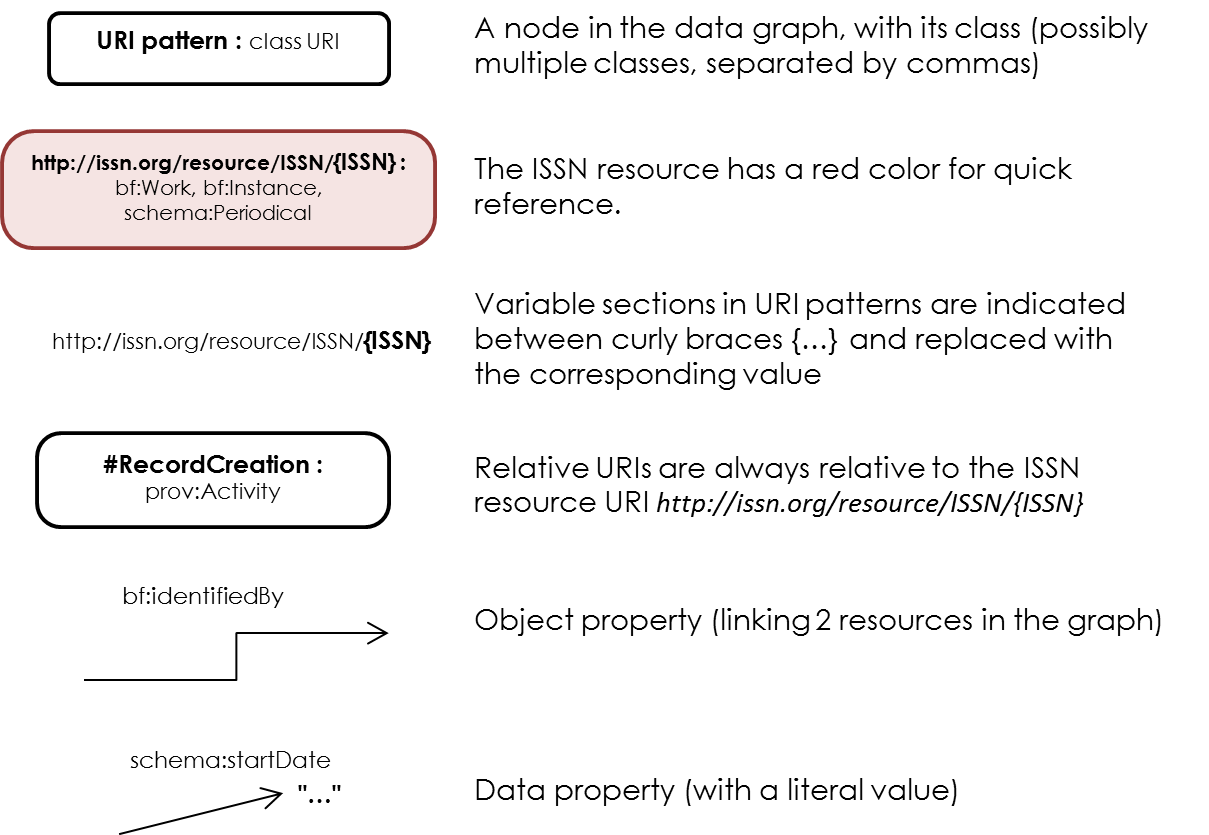 URI pattern : class URI
A node in the data graph, with its class (possibly
multiple classes, separated by commas)
http://issn.org/resource/ISSN/{ISSN} :
bf:Work, bf:Instance,
schema:Periodical
The ISSN resource has a red color for quick
reference.
http://issn.org/resource/ISSN/{ISSN}
Variable sections in URI patterns are indicated
between curly braces {...} and replaced with
the corresponding value
#RecordCreation :
prov:Activity
Relative URIs are always relative to the ISSN
resource URI http://issn.org/resource/ISSN/{ISSN}
bf:identifiedBy
Object property (linking 2 resources in the graph)
schema:startDate
"..."
Data property (with a literal value)